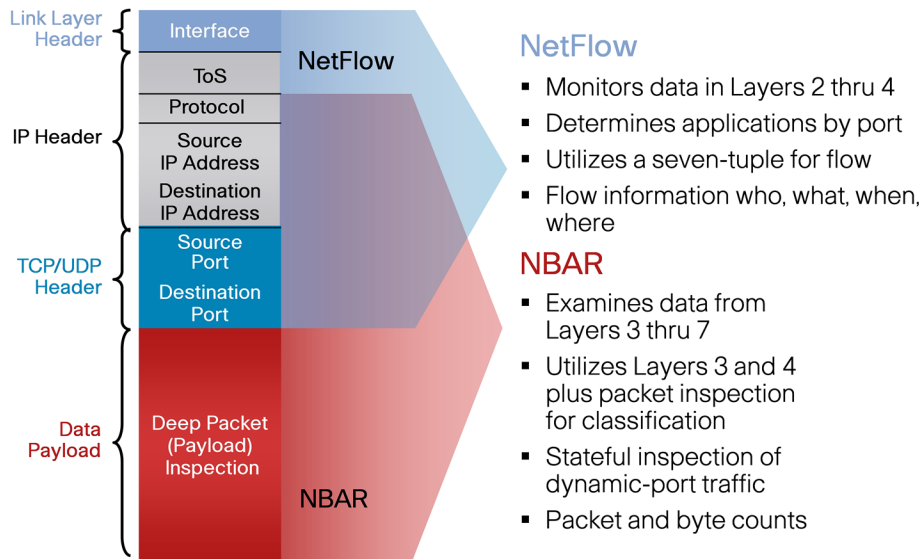 Link Layer
Header
IP Header
TCP/UDP
Header
Data
Payload
Interface
ToS
Protocol
Source
IP Address
Destination
IP Address
Source
Port
Destination
Port
Deep Packet
(Payload)
Inspection
NetFlow
NBAR
NetFlow
▪ Monitors data in Layers 2 thru 4
▪ Determines applications by port
▪ Utilizes a seven-tuple for flow
▪ Flow information who, what, when,
where
NBAR
▪ Examines data from
Layers 3 thru 7
▪ Utilizes Layers 3 and 4
plus packet inspection
for classification
▪ Stateful inspection of
dynamic-port traffic
▪ Packet and byte counts